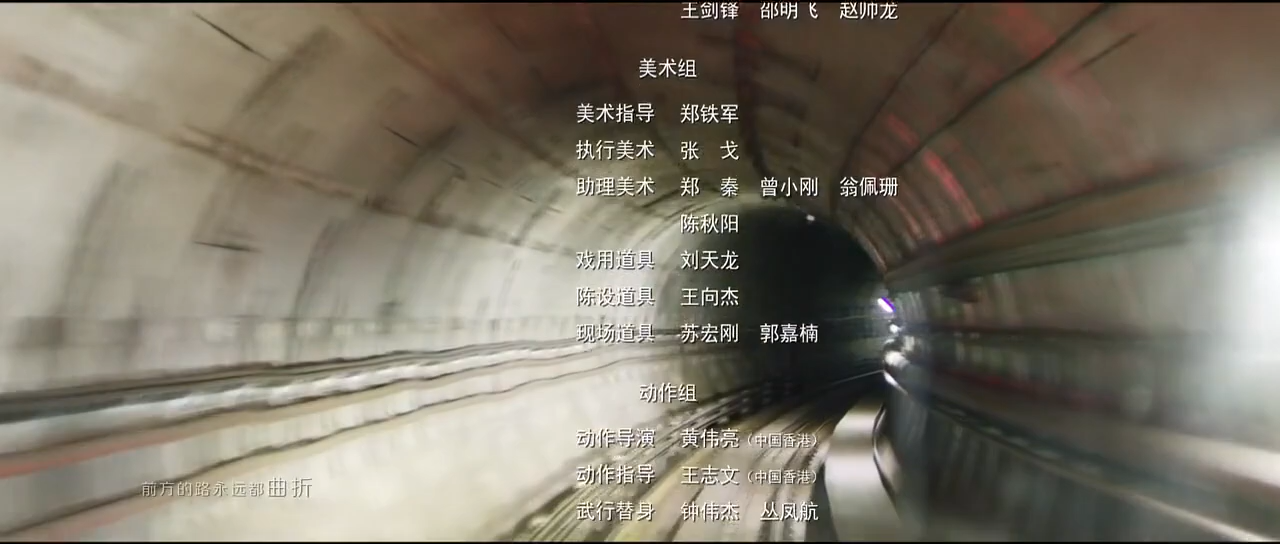 王剑锋 邵明飞 赵帅龙
美术组
美术指导 郑铁军
执行美术 张 戈
助理美术 郑 秦 曾小刚 翁佩珊
陈秋阳
戏用道具 刘天龙
陈设道具 王向杰
现场道具 苏宏刚 郭嘉楠
动作组
动作导演 黄伟亮（中国香港）
动作指导 王志文（中国香港）
前方的路永远都曲折
武行替身 钟伟杰 丛凤航